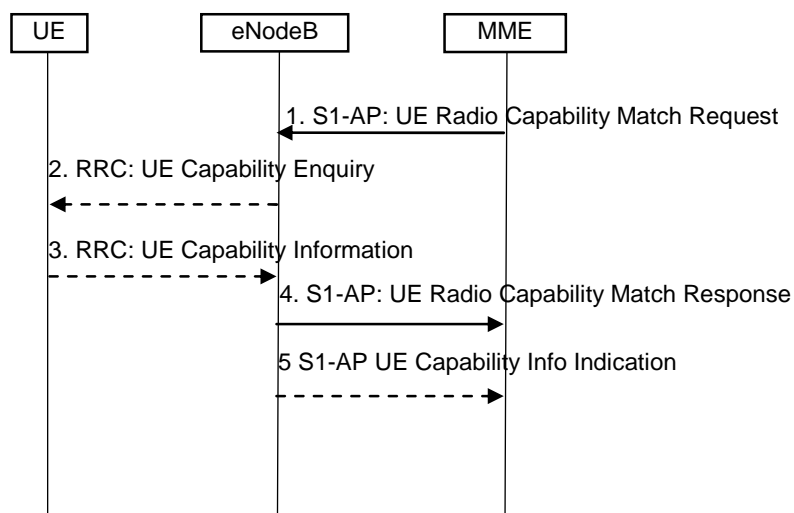 UE
eNodeB
MME
1. S1-AP: UE Radio Capability Match Request
2. RRC: UE Capability Enquiry
3. RRC: UE Capability Information
4. S1-AP: UE Radio Capability Match Response
5 S1-AP UE Capability Info Indication